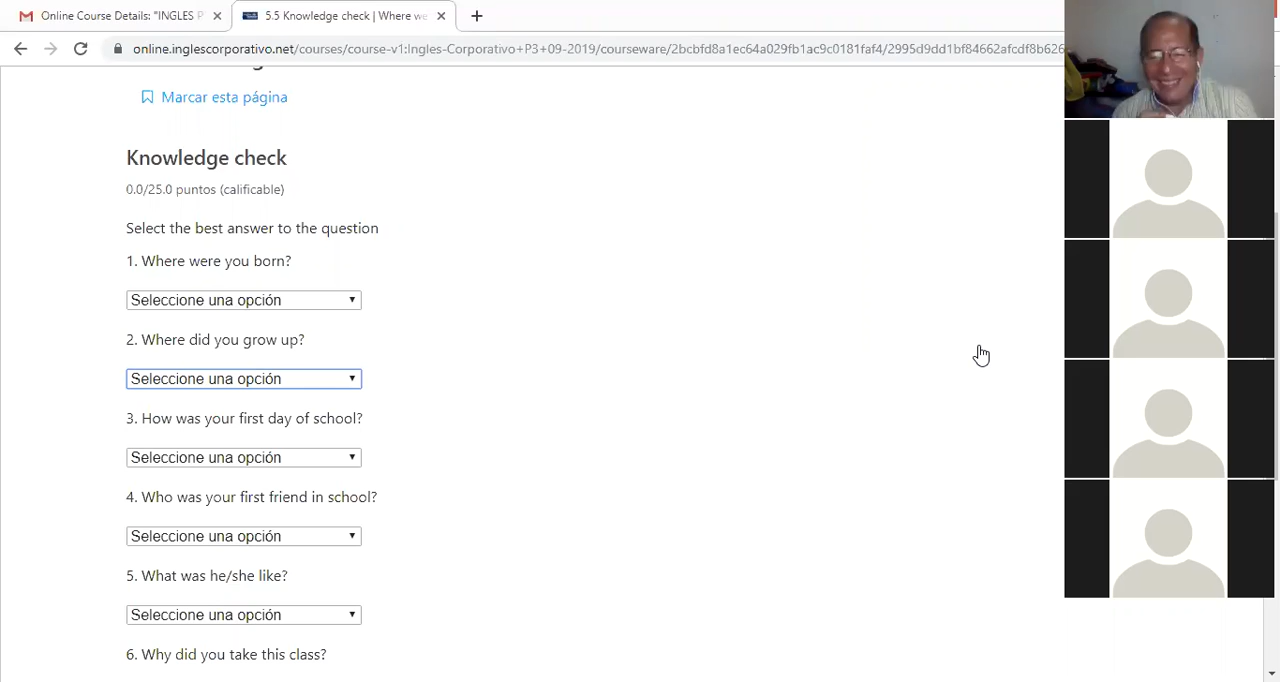 Online Course Details: "INGLES P
5.5 Knowledge check | Where we
online.inglescorporativo.net/courses/course-v1:Ingles-Corporativo+P3+09-2019/courseware/2bcbfd8a1ec64a029fb1ac9c0181faf4/2995d9dd1bf84662afcdf8b626
Marcar esta página
Knowledge check
0.0/25.0 puntos (calificable)
Select the best answer to the question
1. Where were you born?
Seleccione una opción
2. Where did you grow up?
Seleccione una opción
3. How was your first day of school?
Seleccione una opción
4. Who was your first friend in school?
Seleccione una opción
5. What was he/she like?
Seleccione una opción
6. Why did you take this class?